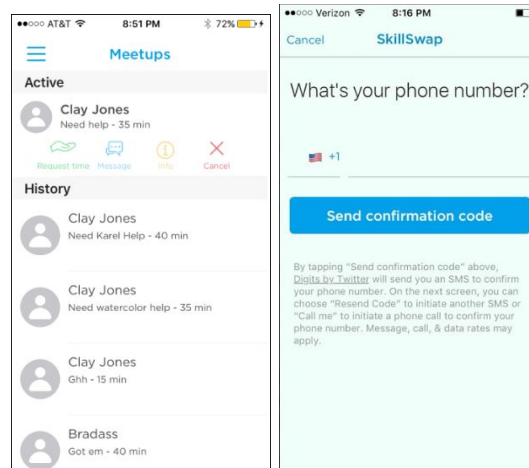 AT&T 8:51 PM 72%
Meetups
Active
Clay Jones
Need help - 35 min
Request time Message Info Cancel
History
Clay Jones
Need Karel Help - 40 min
Clay Jones
Need watercolor help - 35 min
Clay Jones
Ghh - 15 min
Bradass
Got em - 40 min
Verizon 8:16 PM
Cancel SkillSwap
What's your phone number?
+1
Send confirmation code
By tapping "Send confirmation code" above,
Digits by Twitter will send you an SMS to confirm
your phone number. On the next screen, you can
choose "Resend Code" to initiate another SMS or
"Call me" to initiate a phone call to confirm your
phone number. Message, call, & data rates may
apply.